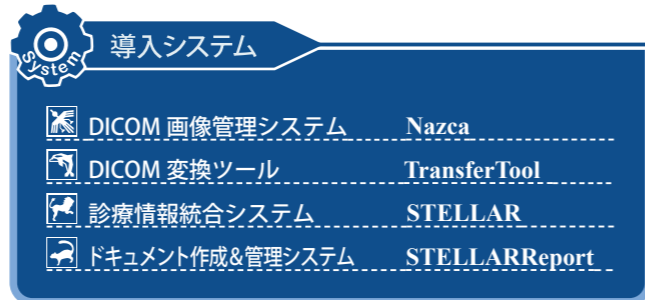 System
導入システム
DICOM 画像管理システム Nazca
DICOM 変換ツール TransferTool
診療情報統合システム STELLAR
ドキュメント作成&管理システム STELLARReport